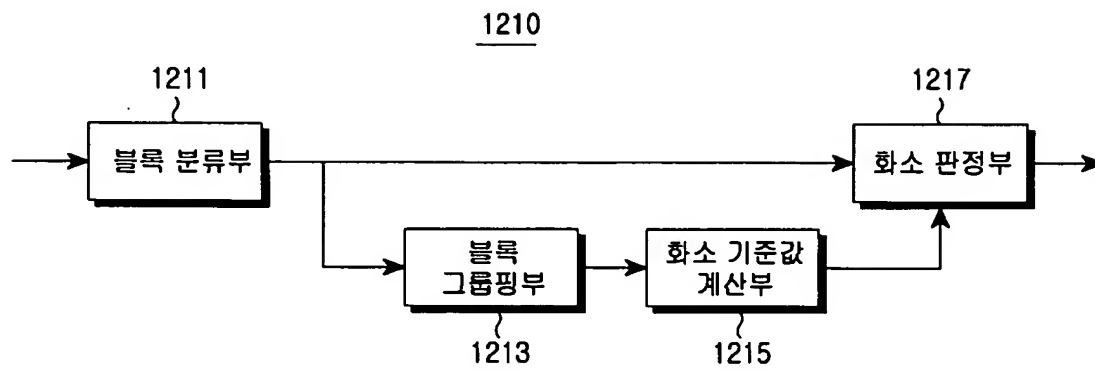 1210
1211
블록 분류부
1217
화소 판정부
블록
그룹핑부
1213
화소 기준값
계산부
1215